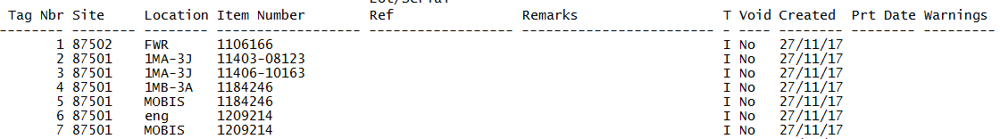 Lot/Serial
Tag Nbr Site     Location Item Number        Ref                Remarks                    T Void Created  Prt Date Warnings
-------- -------- -------- ------------------ ------------------ -------------------------- - ---- -------- -------- ---------
1 87502    FWR      1106166                                                              I No   27/11/17
2 87501    1MA-3J   11403-08123                                                          I No   27/11/17
3 87501    1MA-3J   11406-10163                                                          I No   27/11/17
4 87501    1MB-3A   1184246                                                              I No   27/11/17
5 87501    MOBIS    1184246                                                              I No   27/11/17
6 87501    eng      1209214                                                              I No   27/11/17
7 87501    MOBIS    1209214                                                              I No   27/11/17